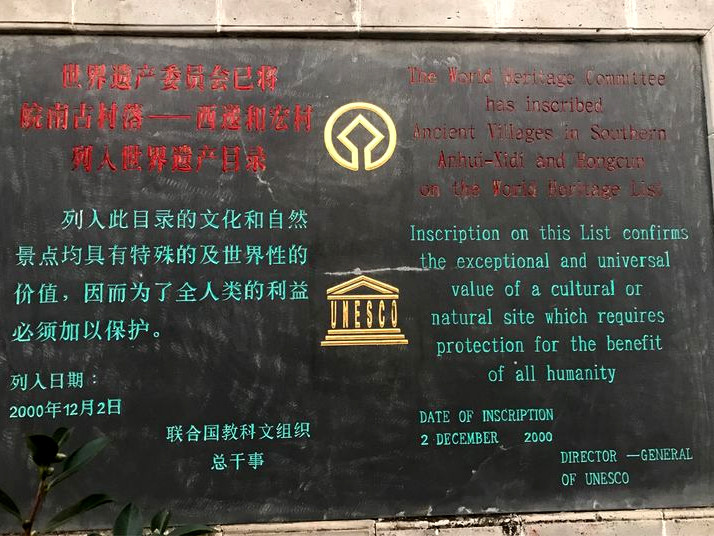 世界遗产委员会已将
皖南古村落——西递和宏村
列入世界遗产目录
列入此目录的文化和自然
景点均具有特殊的及世界性的
价值，因而为了全人类的利益
必须加以保护。
列入日期：
2000年12月2日
联合国教科文组织
总干事
UNESCO
The World Heritage Committee
has inscribed
Ancient Villages in Southern
Anhui-Xidi and Hongcun
on the World Heritage List
Inscription on this List confirms
the exceptional and universal
value of a cultural or
natural site which requires
protection for the benefit
of all humanity
DATE OF INSCRIPTION
2 DECEMBER 2000
DIRECTOR —GENERAL
OF UNESCO